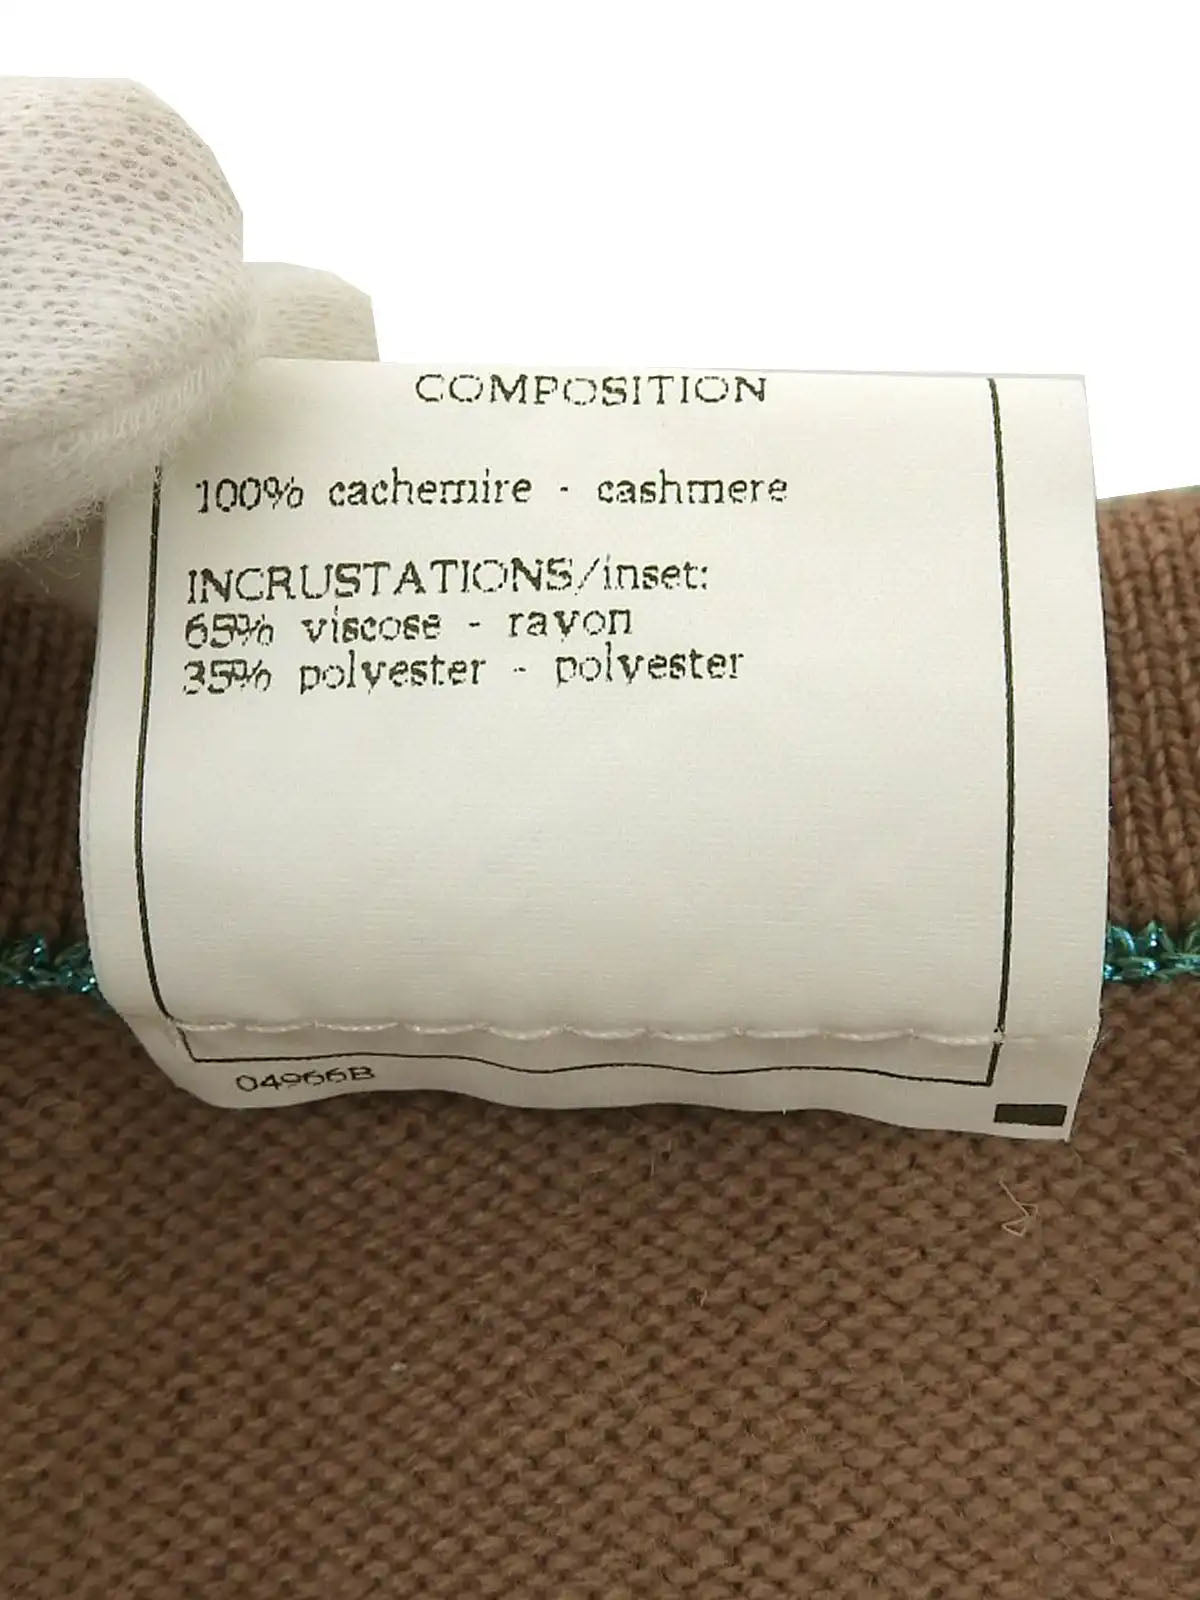 COMPOSITION
100% cachemire - cashmere
INCRUSTATIONS/inset:
65% viscose - rayon
35% polyester - polyester
04966B